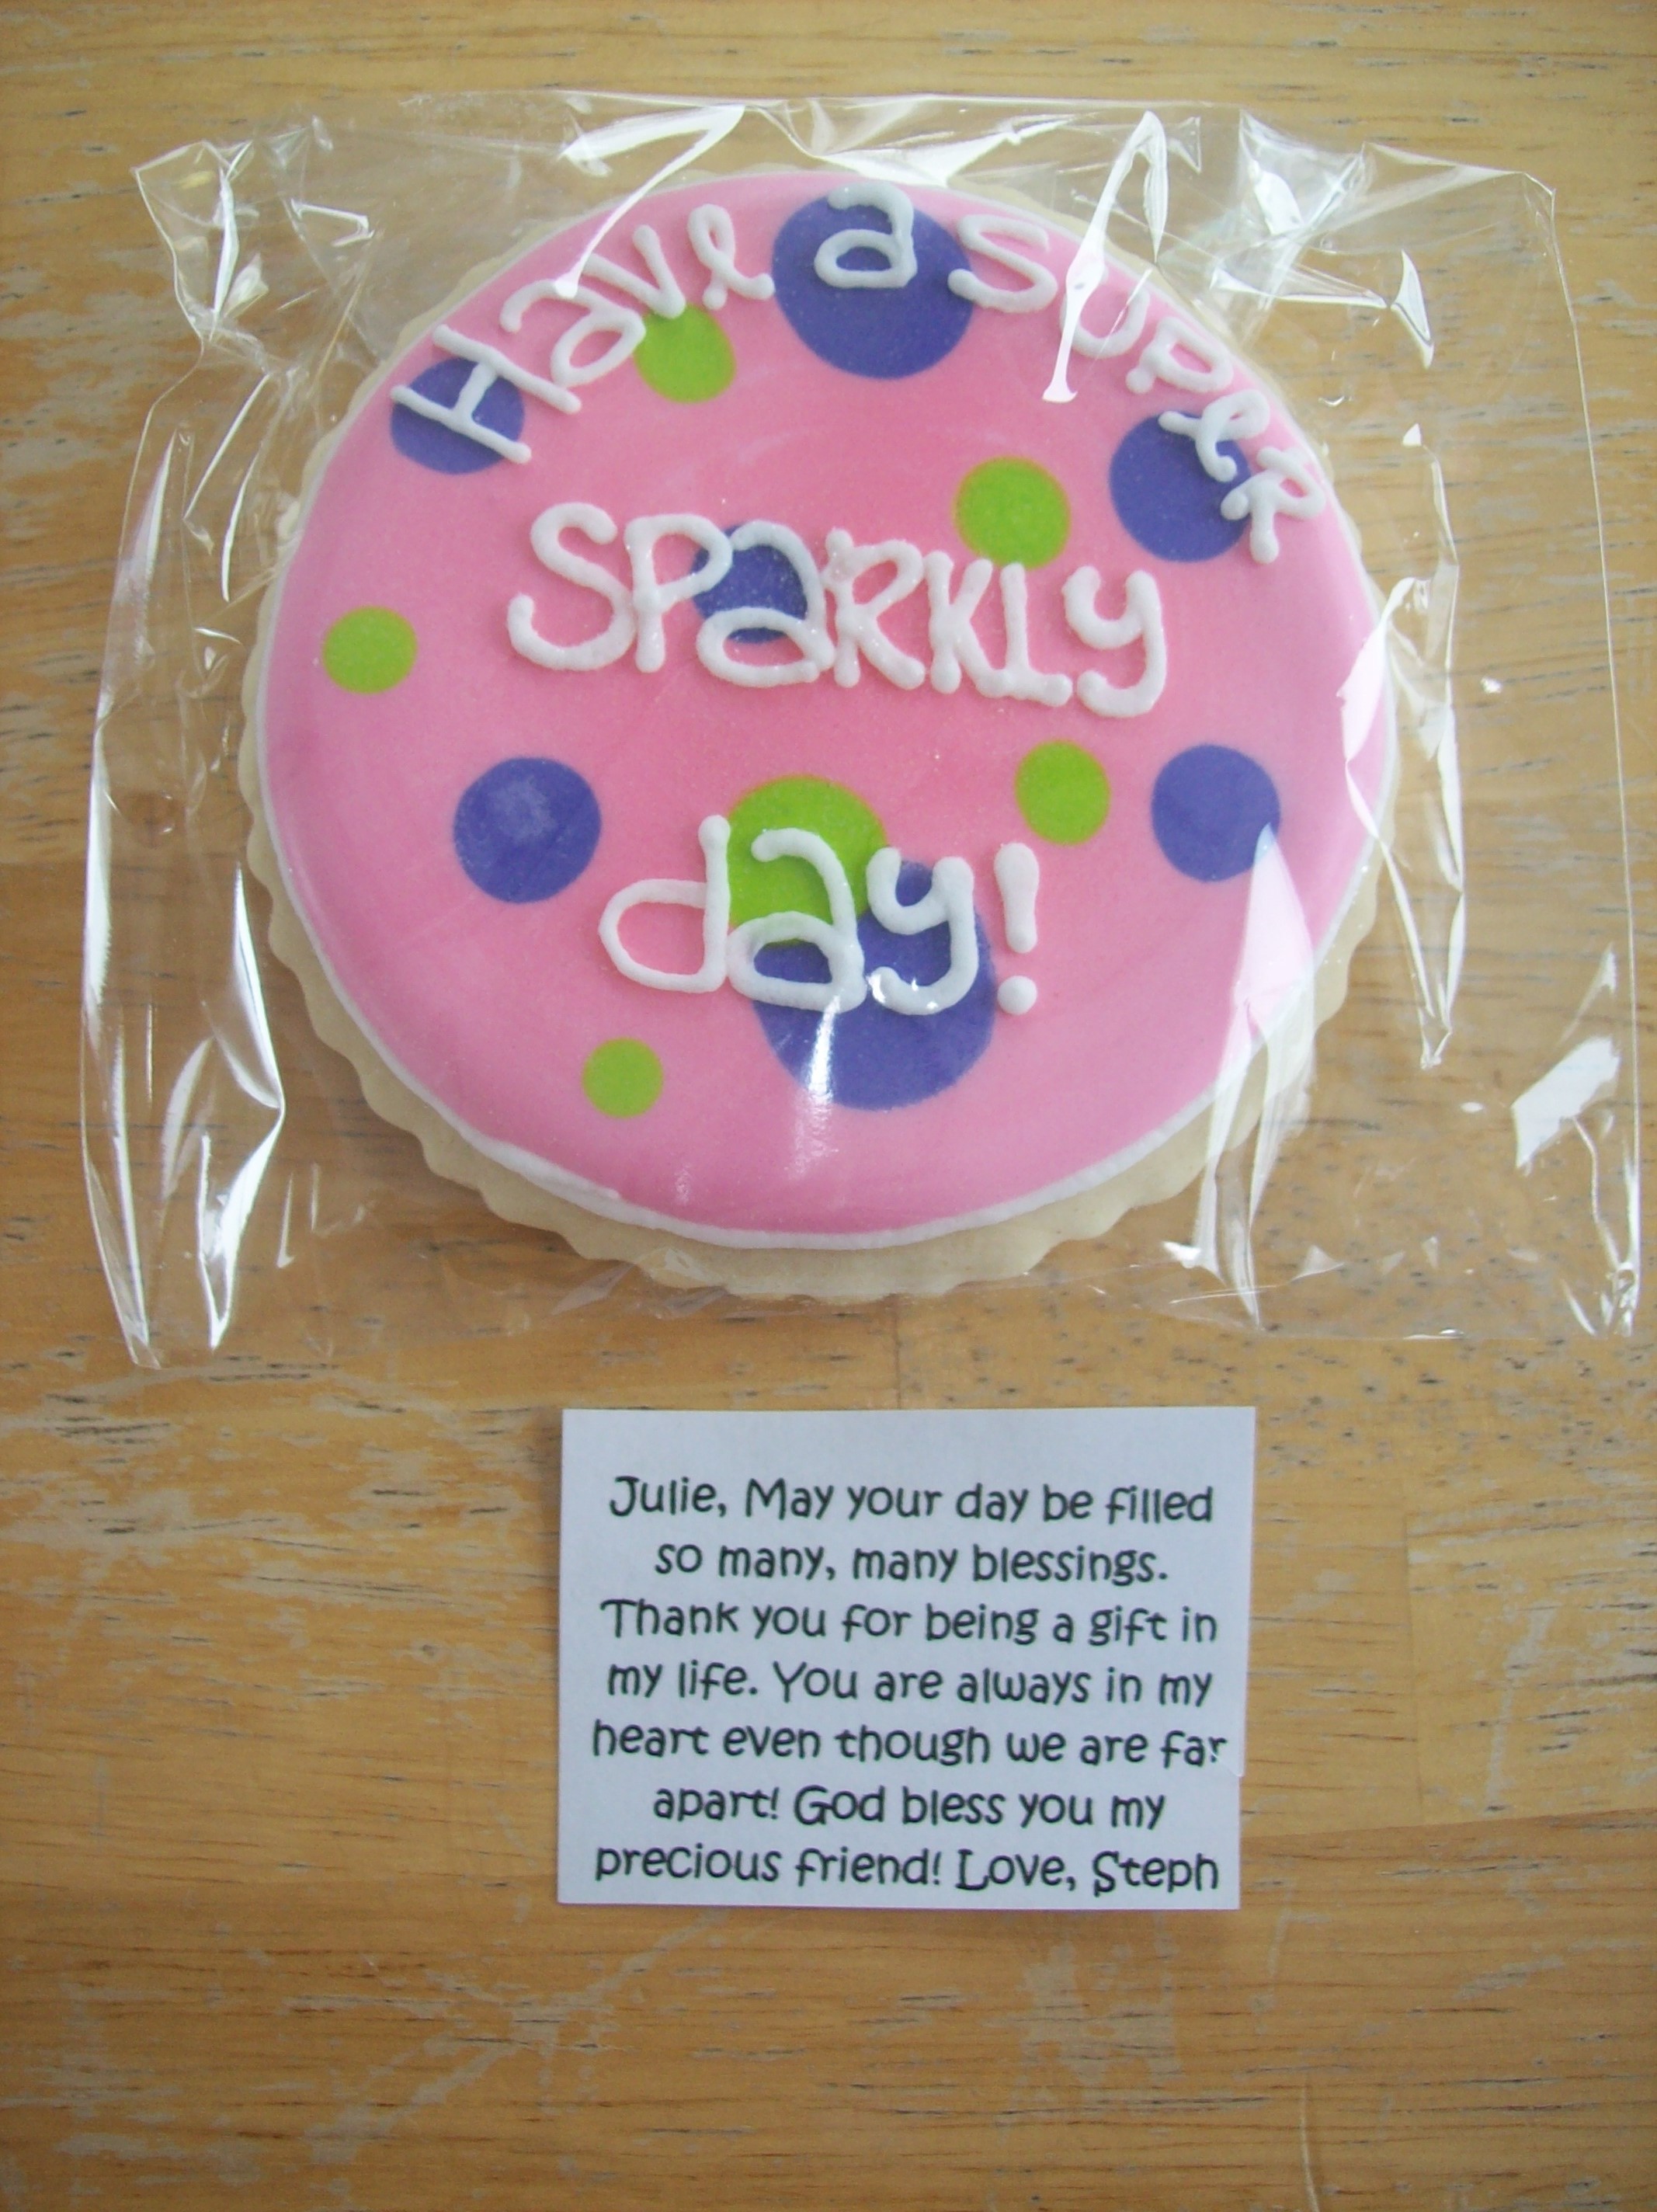 Have a Super
SPaRKLY
day!
Julie, May your day be filled
so many, many blessings.
Thank you for being a gift in
my life. You are always in my
heart even though we are far
apart! God bless you my
precious friend! Love, Steph